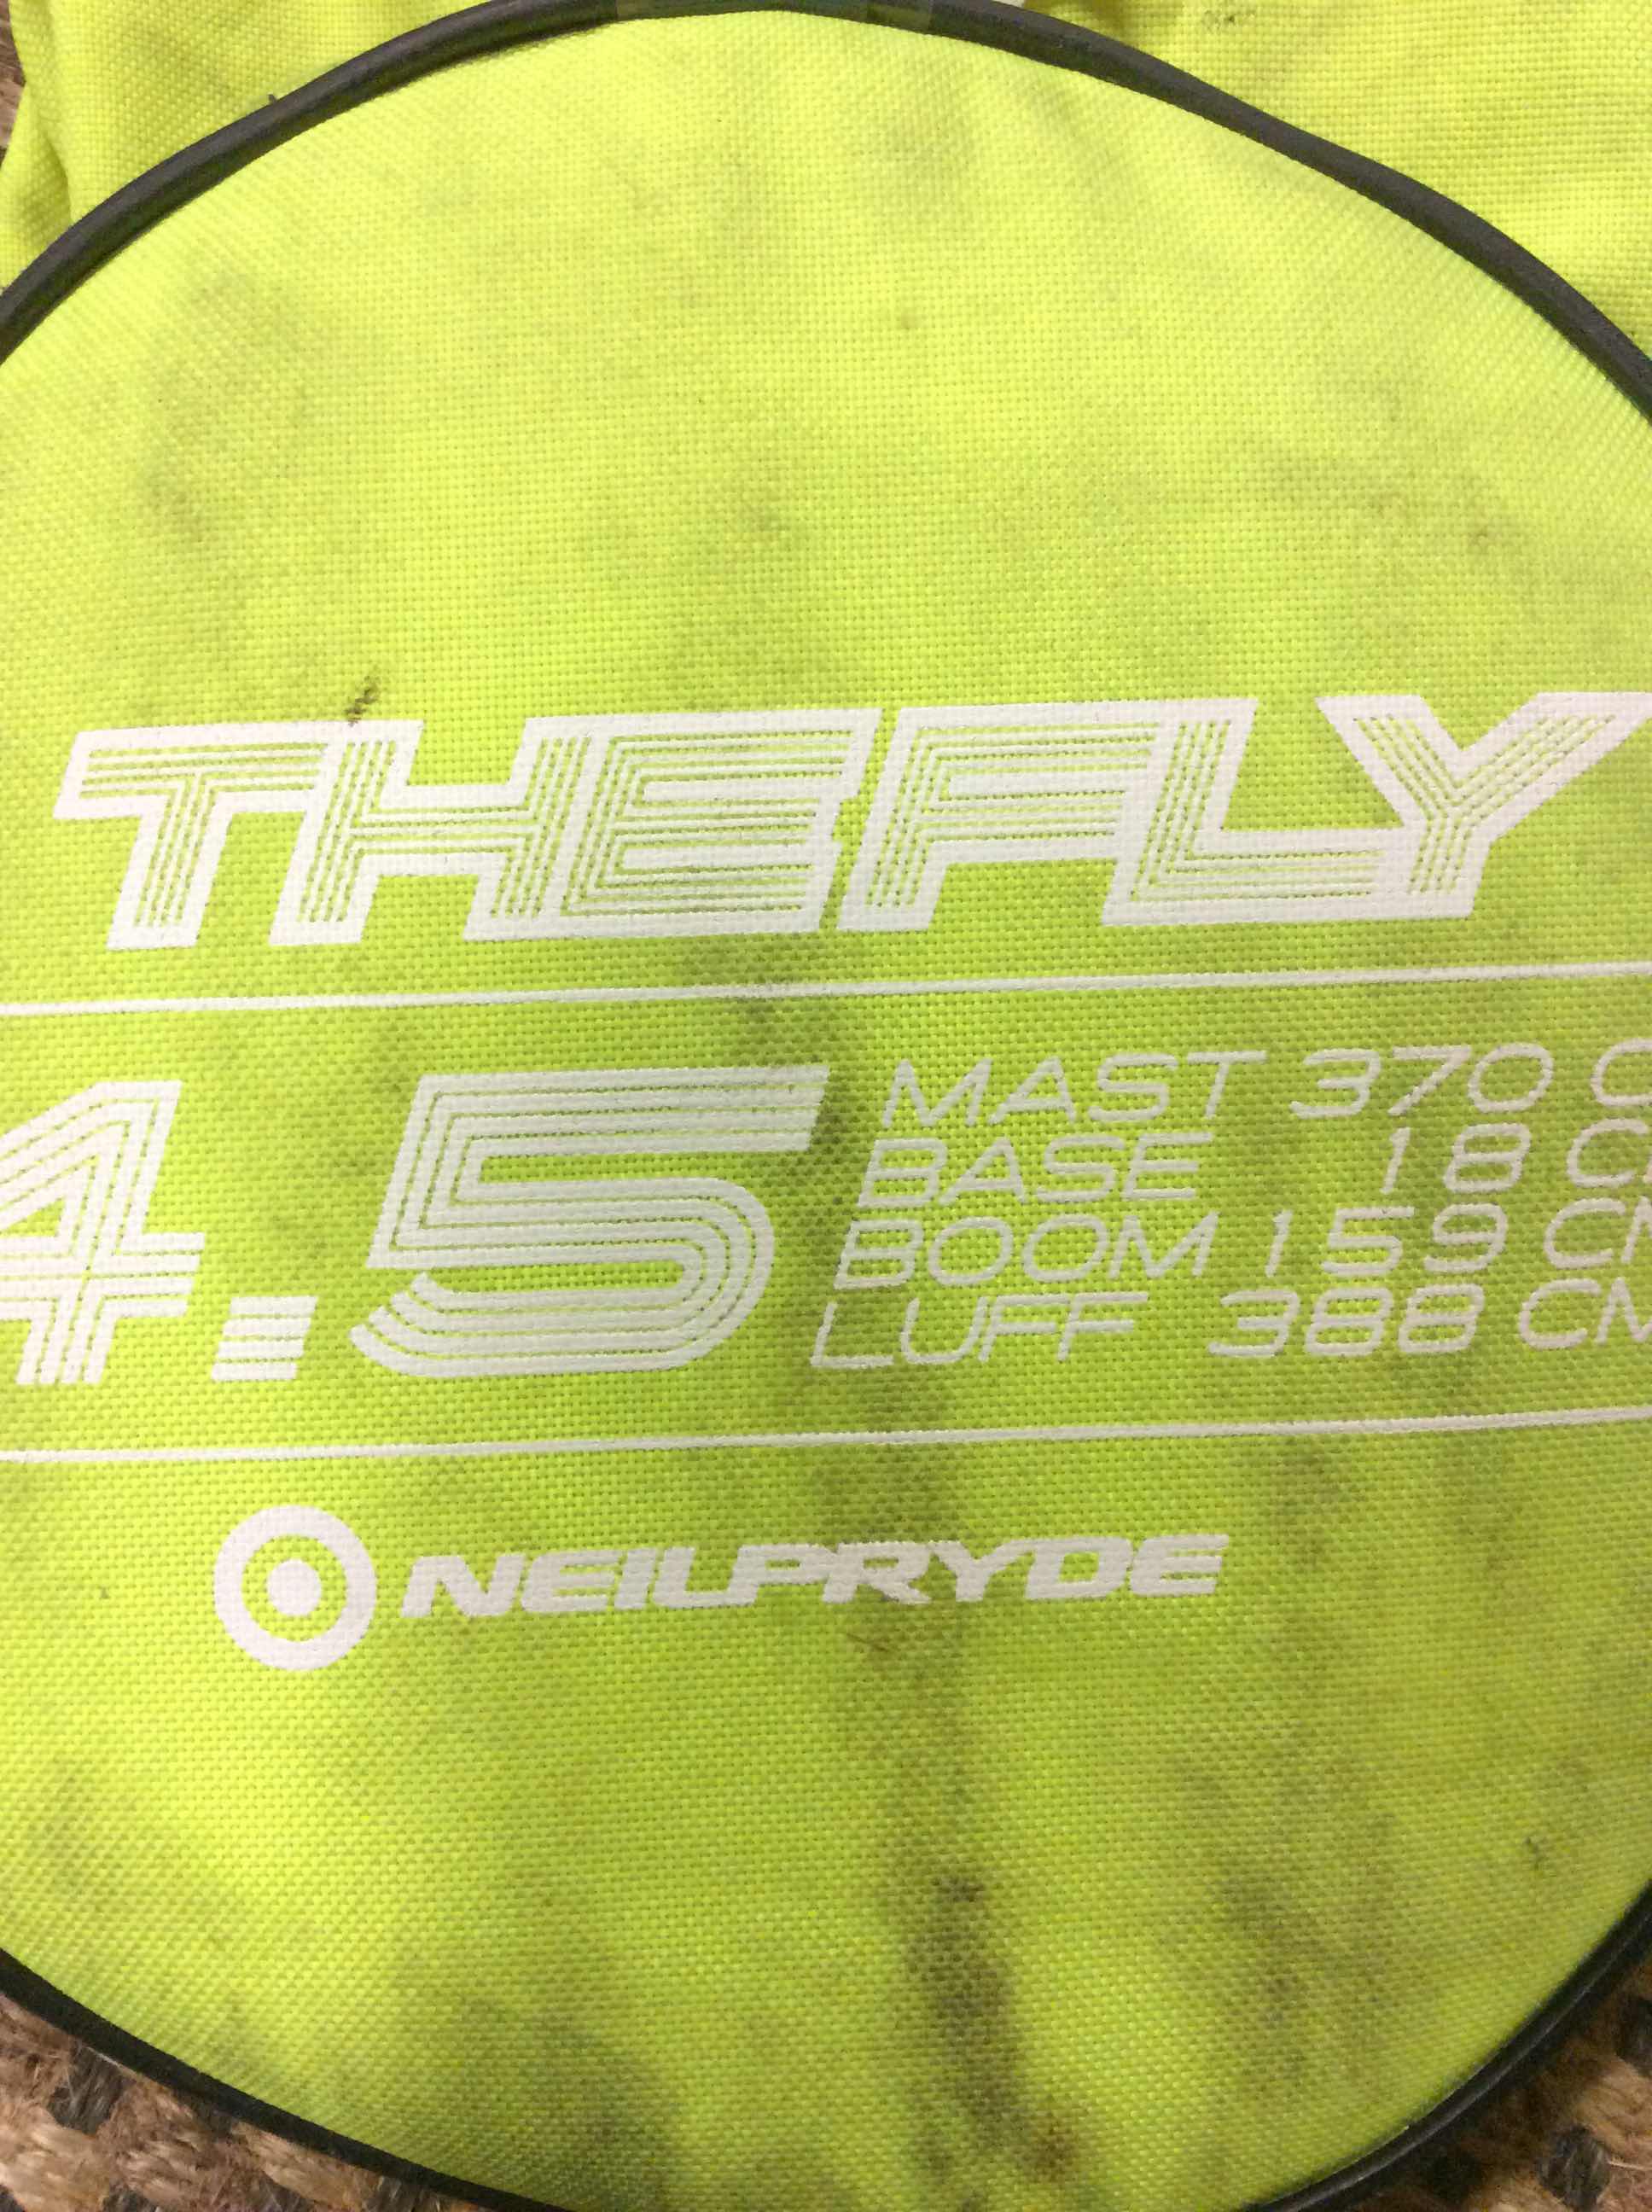 THEFLY
4.5
MAST 370 C
BASE 18 C
BOOM 159 CM
LUFF 388 CM
NEILPRYDE